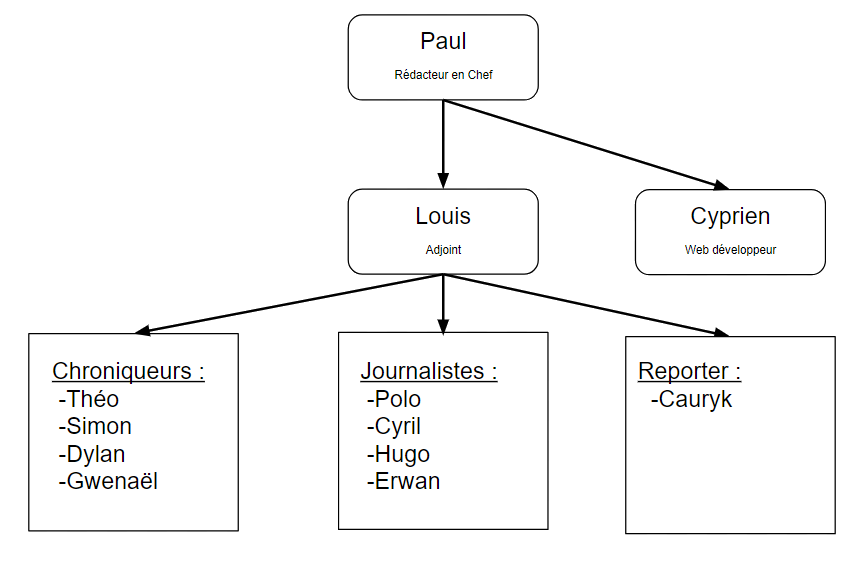 Paul
Rédacteur en Chef
Louis
Adjoint
Cyprien
Web développeur
Chroniqueurs :
-Théo
-Simon
-Dylan
-Gwenaël
Journalistes :
-Polo
-Cyril
-Hugo
-Erwan
Reporter :
-Cauryk